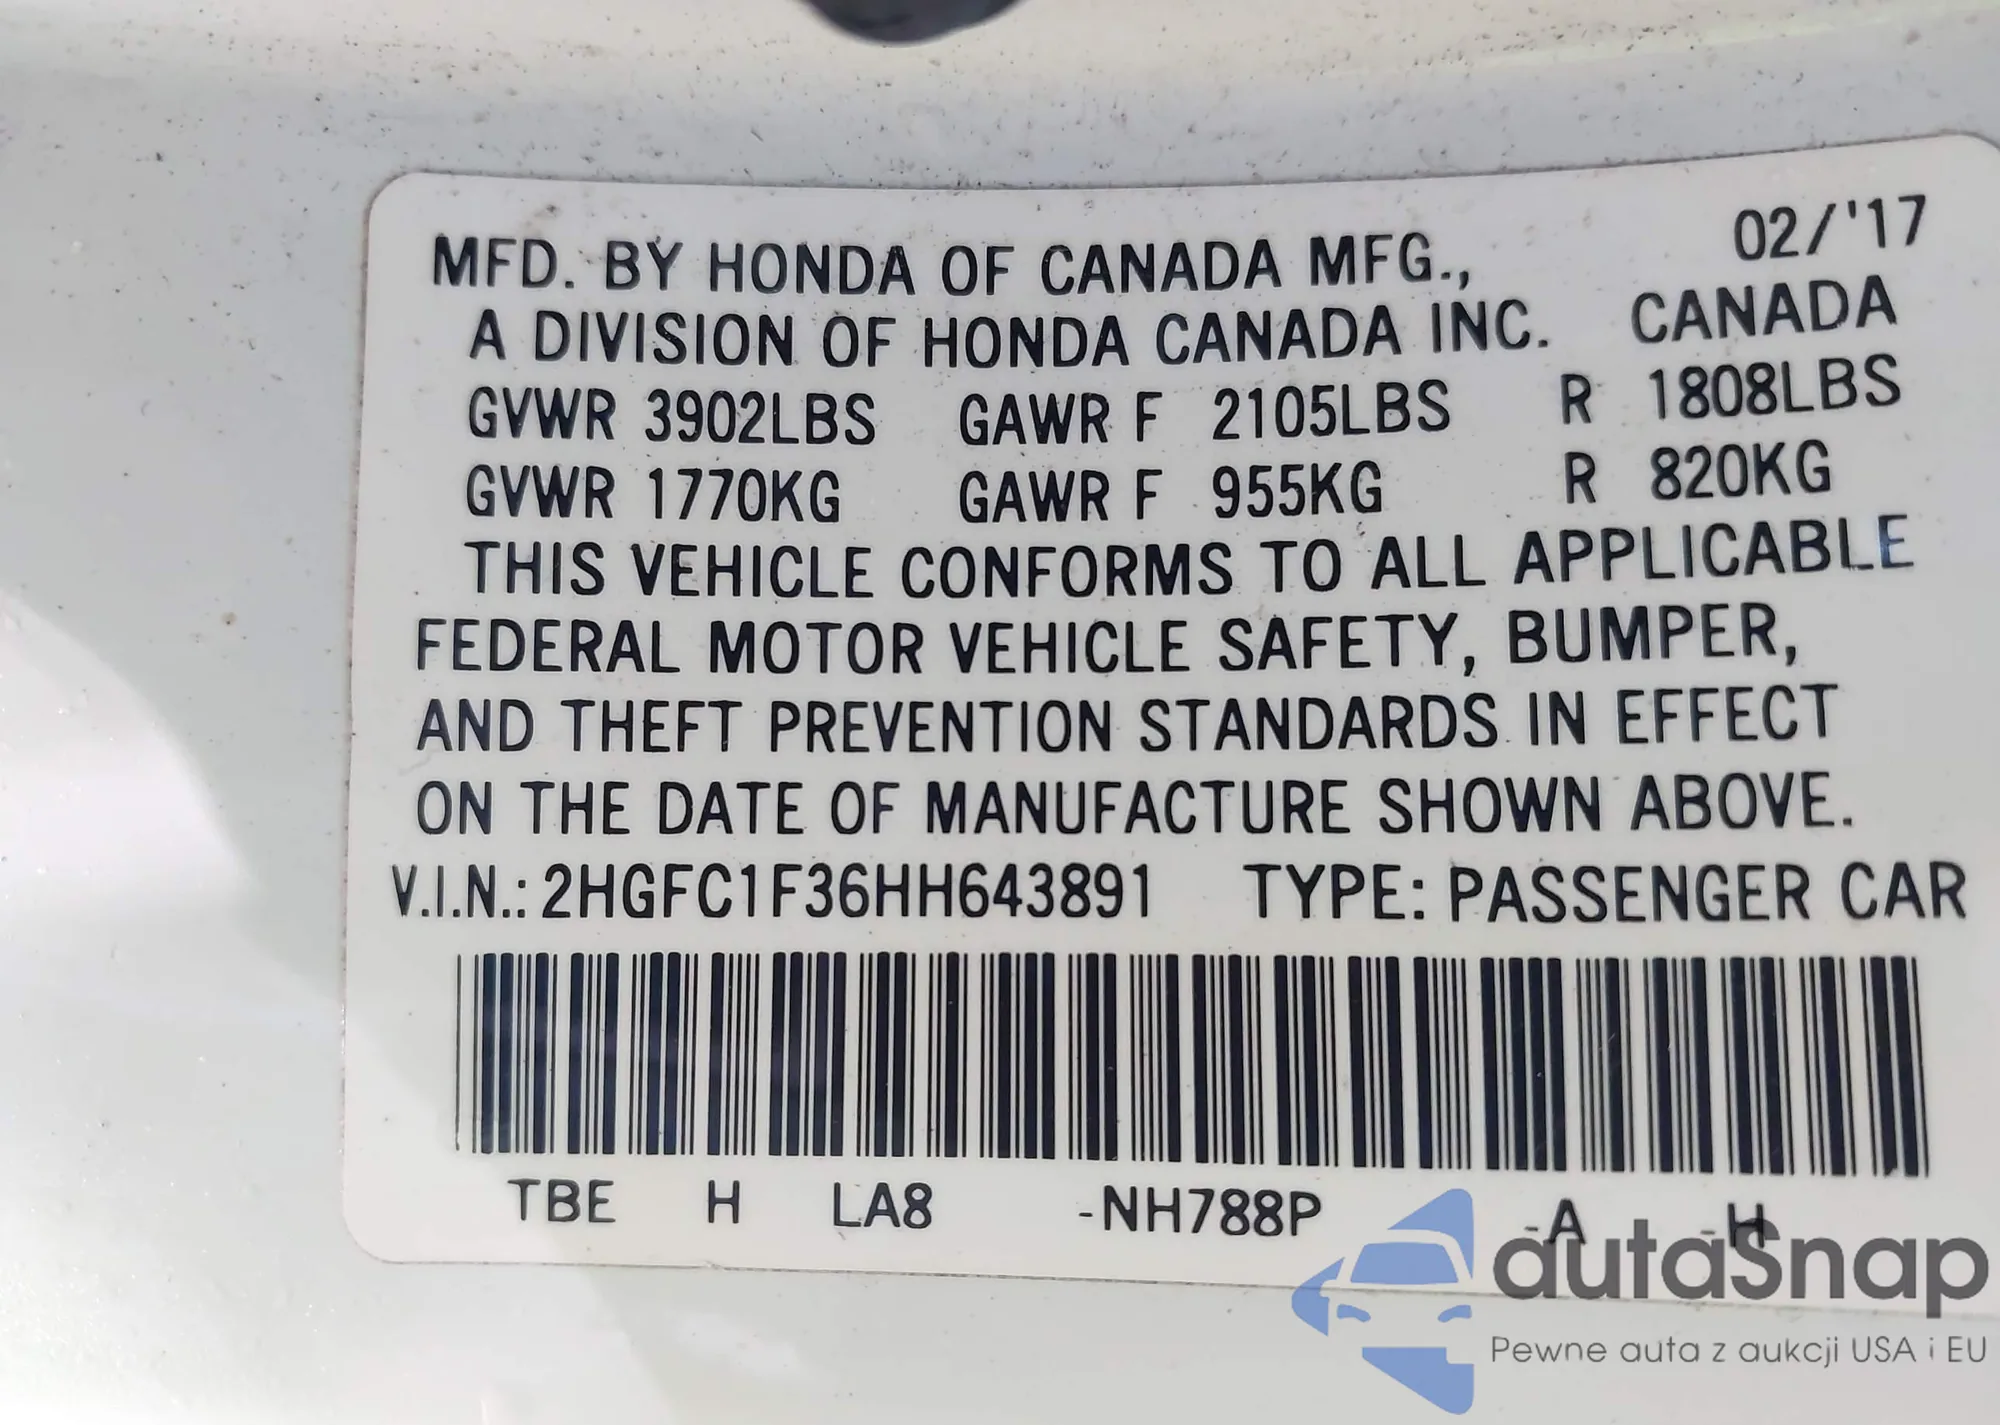 02/'17
MFD. BY HONDA OF CANADA MFG.,
A DIVISION OF HONDA CANADA INC. CANADA
GVWR 3902LBS GAWR F 2105LBS R 1808LBS
GVWR 1770KG GAWR F 955KG R 820KG
THIS VEHICLE CONFORMS TO ALL APPLICABLE
FEDERAL MOTOR VEHICLE SAFETY, BUMPER,
AND THEFT PREVENTION STANDARDS IN EFFECT
ON THE DATE OF MANUFACTURE SHOWN ABOVE.
V.I.N.: 2HGFC1F36HH643891 TYPE: PASSENGER CAR
TBE H LA8 -NH788P -A -H
autaSnap
Pewne auta z aukcji USA i EU